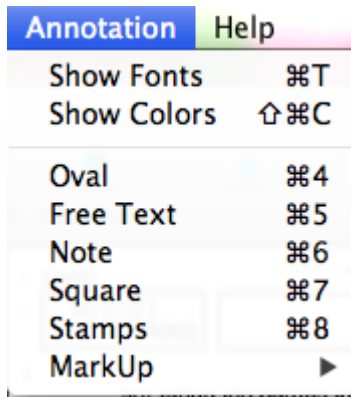 Annotation Help
Show Fonts ⌘T
Show Colors ⇧⌘C
Oval ⌘4
Free Text ⌘5
Note ⌘6
Square ⌘7
Stamps ⌘8
MarkUp ▶